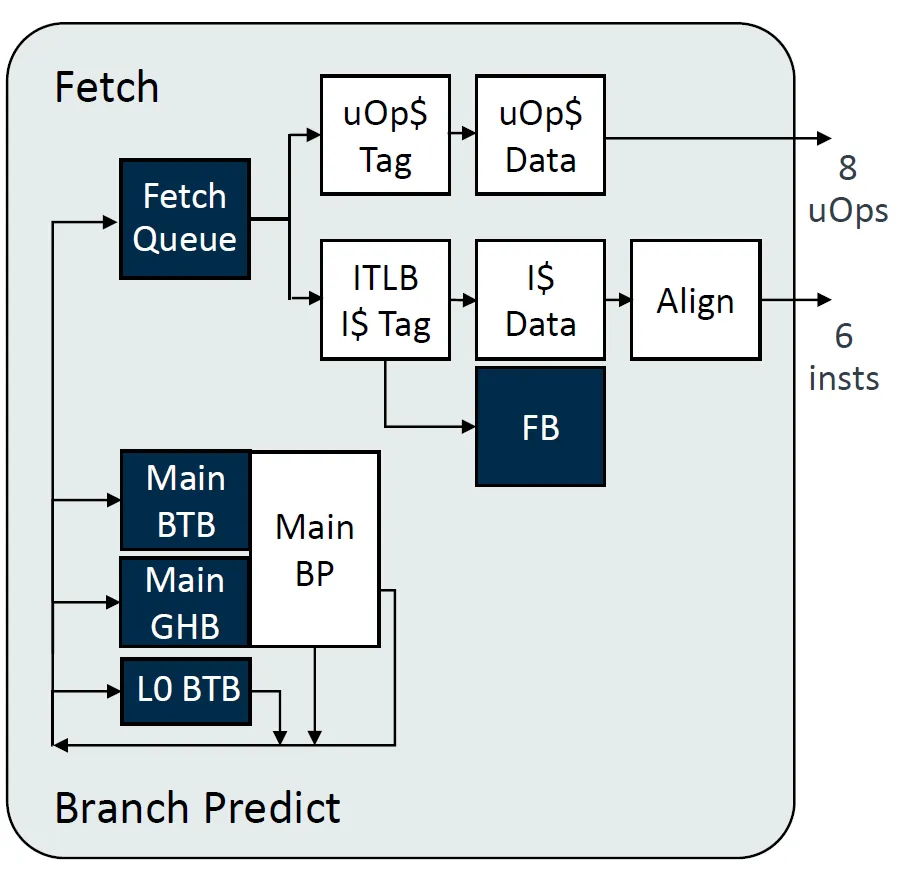 Fetch
uOp$
Tag
uOp$
Data
8
uOps
Fetch
Queue
ITLB
I$ Tag
I$
Data
Align
6
insts
FB
Main
BTB
Main
BP
Main
GHB
L0 BTB
Branch Predict